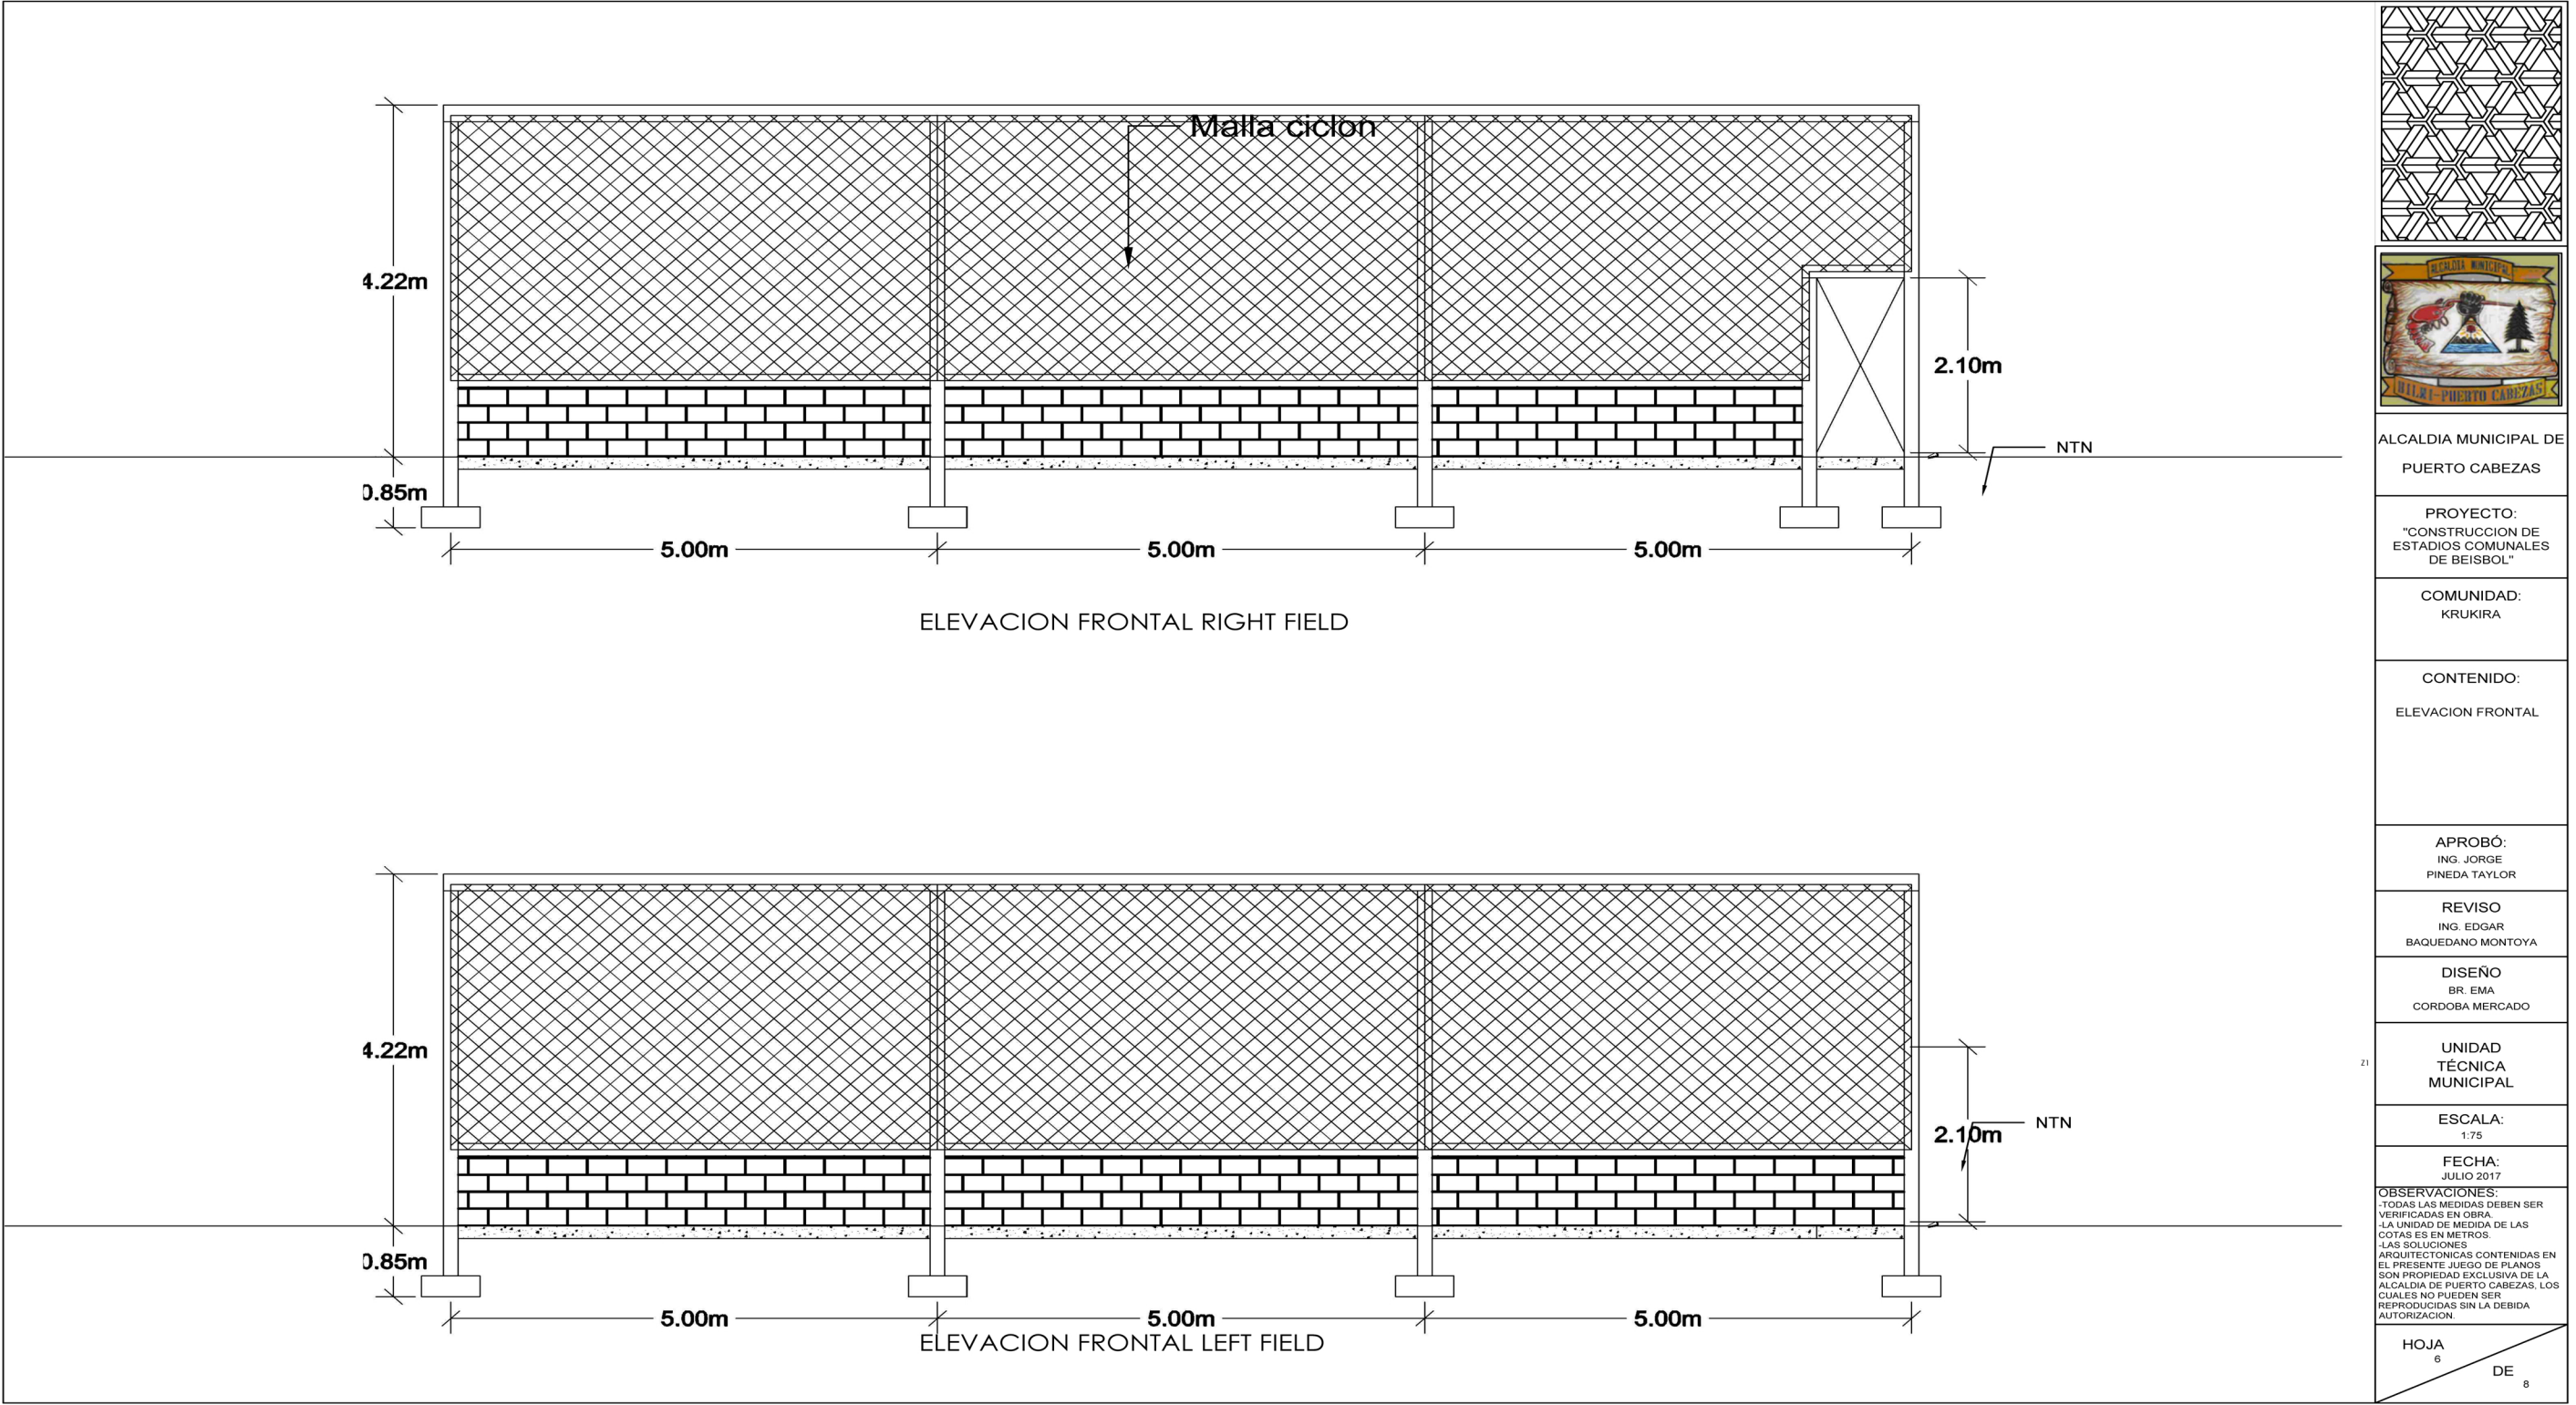 Malla ciclon
4.22m
2.10m
NTN
0.85m
5.00m
5.00m
5.00m
ELEVACION FRONTAL RIGHT FIELD
4.22m
2.10m
NTN
0.85m
5.00m
5.00m
5.00m
ELEVACION FRONTAL LEFT FIELD
21
ALCALDIA MUNICIPAL
BILWI-PUERTO CABEZAS
ALCALDIA MUNICIPAL DE
PUERTO CABEZAS
PROYECTO:
"CONSTRUCCION DE
ESTADIOS COMUNALES
DE BEISBOL"
COMUNIDAD:
KRUKIRA
CONTENIDO:
ELEVACION FRONTAL
APROBÓ:
ING. JORGE
PINEDA TAYLOR
REVISO
ING. EDGAR
BAQUEDANO MONTOYA
DISEÑO
BR. EMA
CORDOBA MERCADO
UNIDAD
TÉCNICA
MUNICIPAL
ESCALA:
1:75
FECHA:
JULIO 2017
OBSERVACIONES:
-TODAS LAS MEDIDAS DEBEN SER
VERIFICADAS EN OBRA.
-LA UNIDAD DE MEDIDA DE LAS
COTAS ES EN METROS.
-LAS SOLUCIONES
ARQUITECTONICAS CONTENIDAS EN
EL PRESENTE JUEGO DE PLANOS
SON PROPIEDAD EXCLUSIVA DE LA
ALCALDIA DE PUERTO CABEZAS, LOS
CUALES NO PUEDEN SER
REPRODUCIDAS SIN LA DEBIDA
AUTORIZACION.
HOJA
6
DE
8